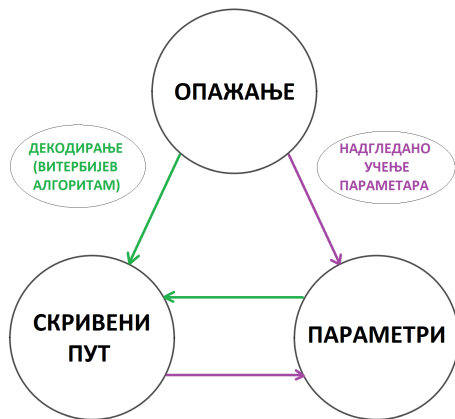 ОПАЖАЊЕ
ДЕКОДИРАЊЕ
(ВИТЕРБИЈЕВ
АЛГОРИТАМ)
НАДГЛЕДАНО
УЧЕЊЕ
ПАРАМЕТАРА
СКРИВЕНИ
ПУТ
ПАРАМЕТРИ